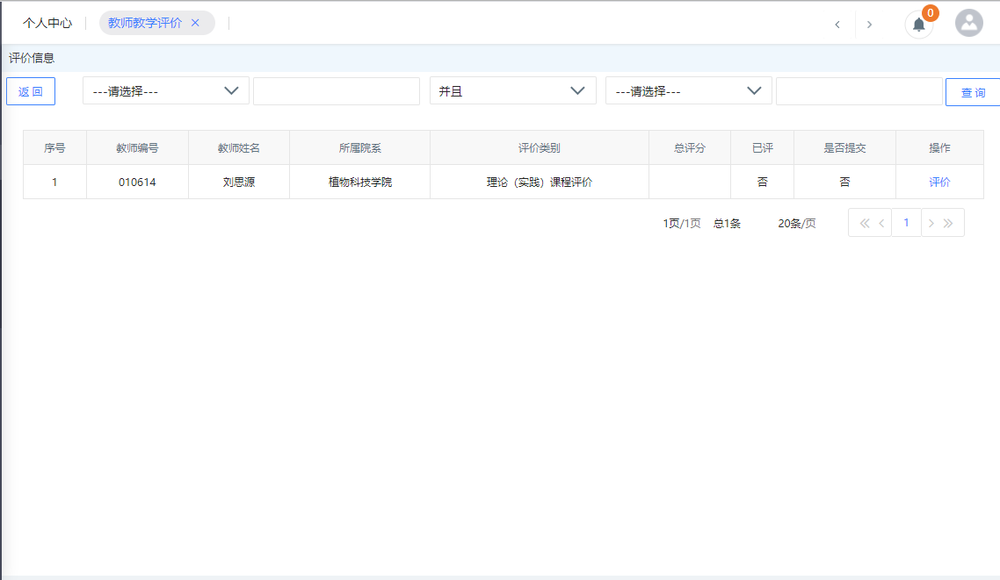 个人中心 教师教学评价 × 0
评价信息
返 回 ---请选择--- 并且 ---请选择--- 查 询
序号 教师编号 教师姓名 所属院系 评价类别 总评分 已评 是否提交 操作
1 010614 刘思源 植物科技学院 理论（实践）课程评价 否 否 评价
1页/1页 总1条 20条/页 1